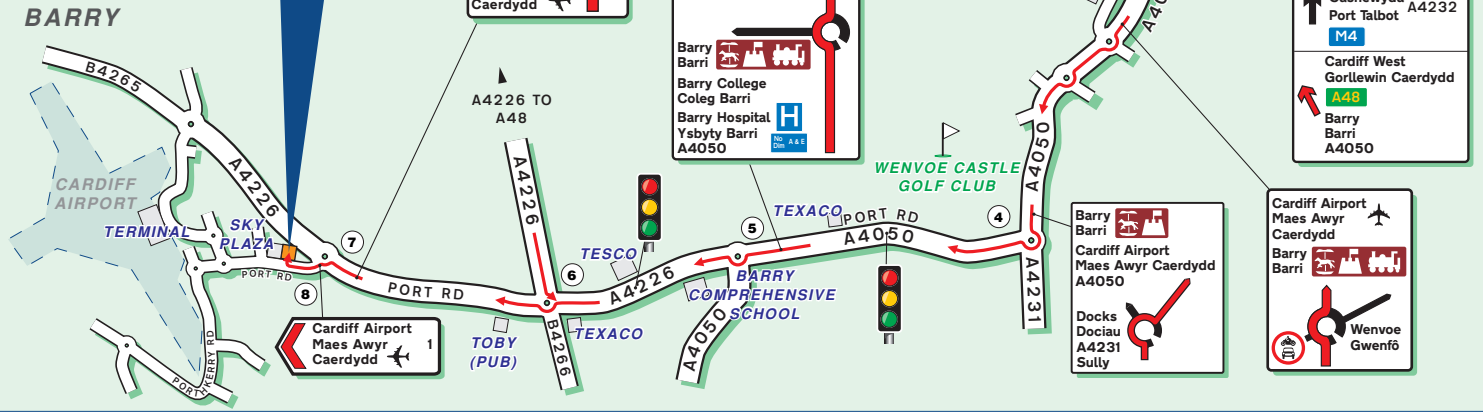 BARRY
B4265
A4226
CARDIFF
AIRPORT
TERMINAL
SKY
PLAZA
PORT RD
PORTHKERRY RD
7
8
Caerdydd
Cardiff Airport
Maes Awyr
Caerdydd
1
PORT RD
A4226 TO
A48
A4226
6
B4266
TOBY
(PUB)
TEXACO
TESCO
A4226
Barry
Barri
Barry College
Coleg Barri
Barry Hospital
H
Ysbyty Barri
No
Dim
A & E
A4050
5
TEXACO
PORT RD
A4050
BARRY
COMPREHENSIVE
SCHOOL
A4050
WENVOE CASTLE
GOLF CLUB
4
A4050
A4231
Barry
Barri
Cardiff Airport
Maes Awyr Caerdydd
A4050
Docks
Dociau
A4231
Sully
Port Talbot
A4232
M4
Cardiff West
Gorllewin Caerdydd
A48
Barry
Barri
A4050
Cardiff Airport
Maes Awyr
Caerdydd
Barry
Barri
Wenvoe
Gwenfô